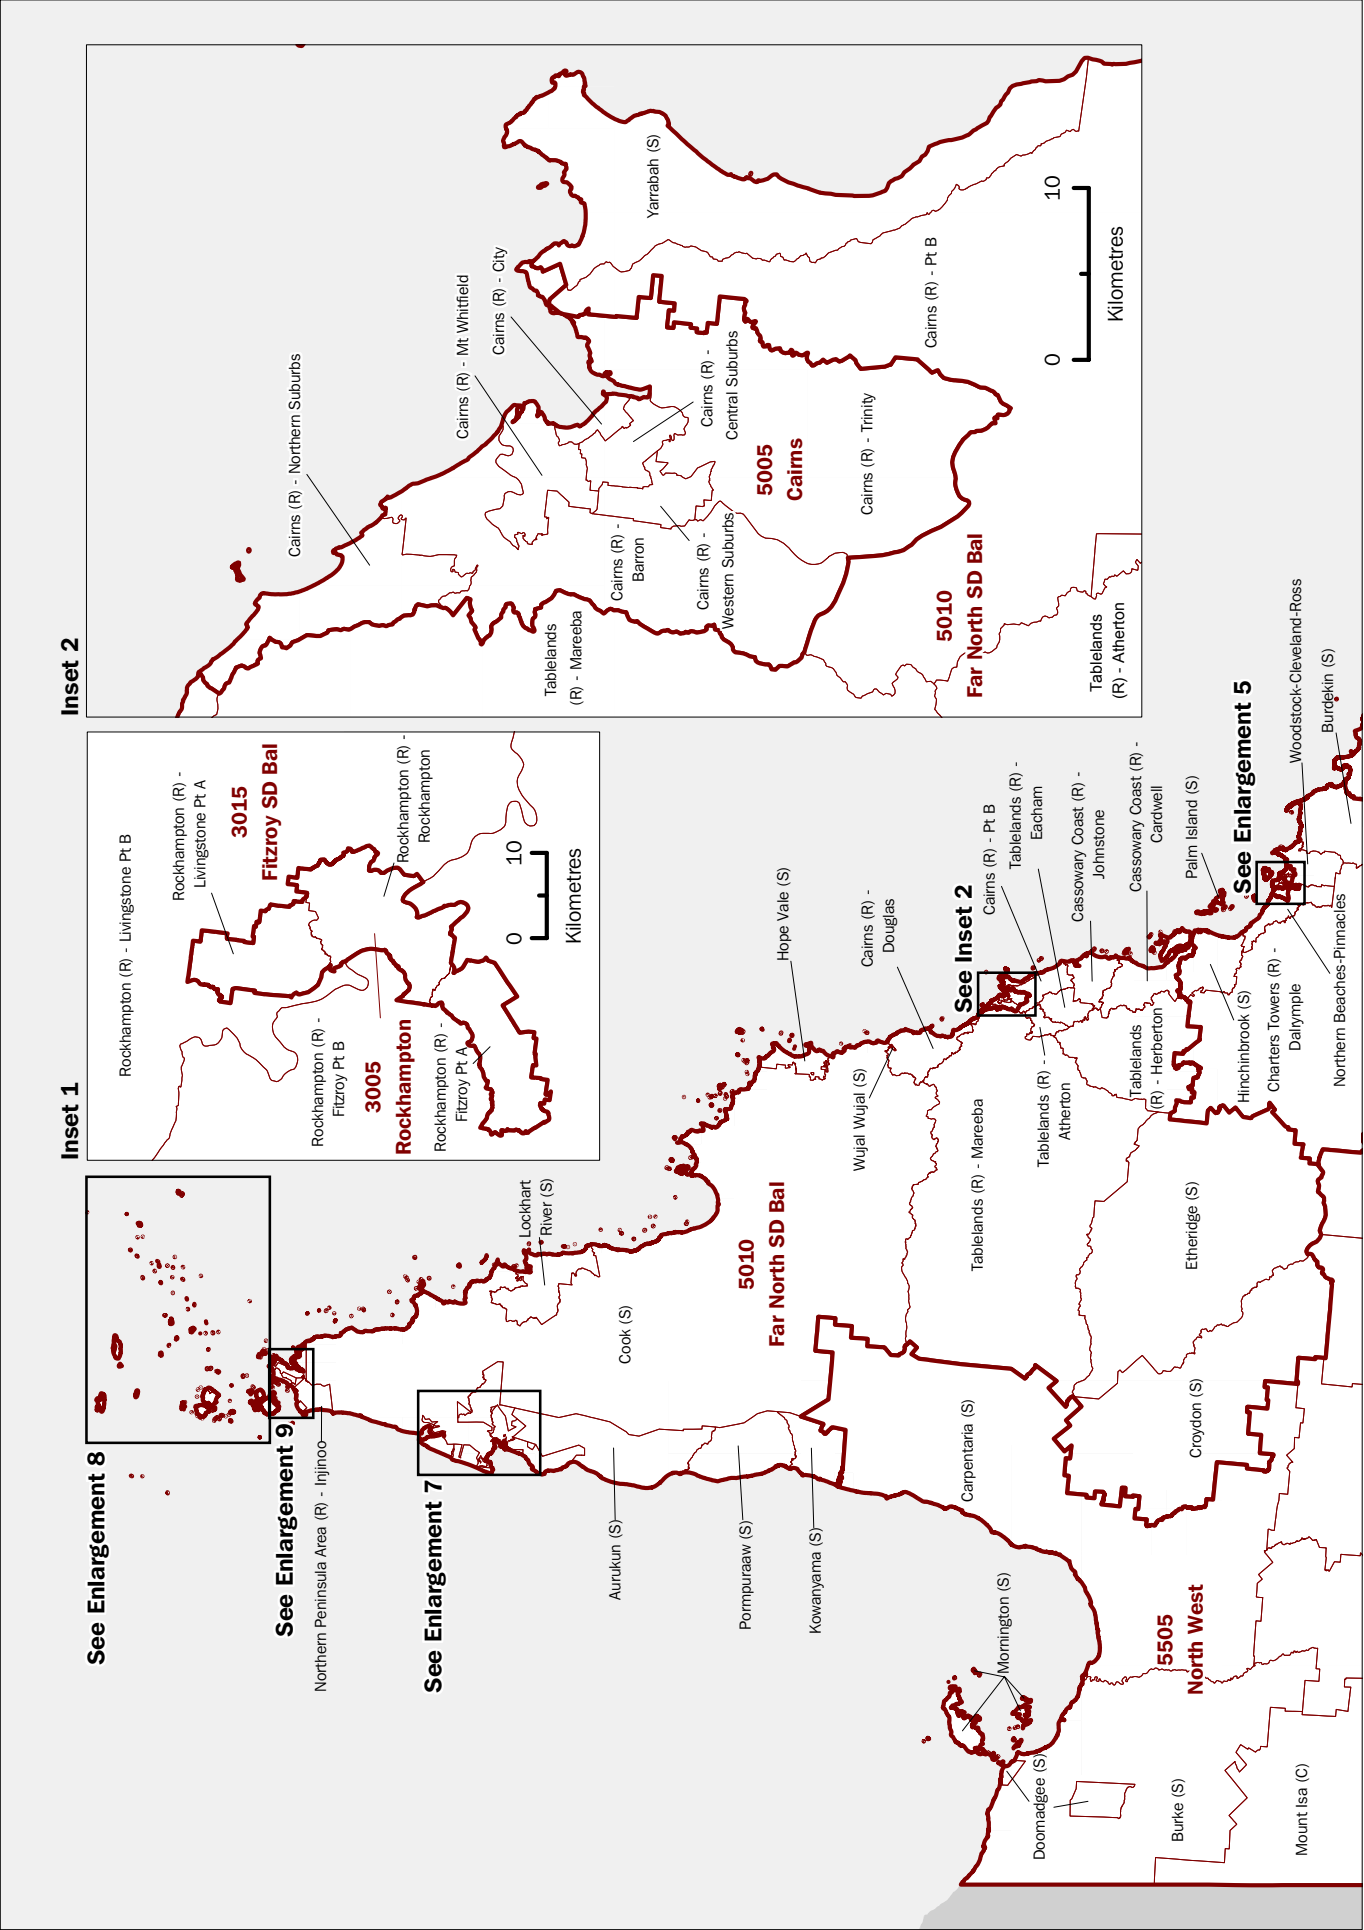 Inset 1
Rockhampton (R) - Livingstone Pt B
Rockhampton (R) -
Livingstone Pt A
3015
Fitzroy SD Bal
Rockhampton (R) -
Rockhampton
Rockhampton (R) -
Fitzroy Pt B
3005
Rockhampton
Rockhampton (R) -
Fitzroy Pt A
0
10
Kilometres
Inset 2
Cairns (R) - Northern Suburbs
Cairns (R) - Mt Whitfield
Cairns (R) - City
Yarrabah (S)
Tablelands
(R) - Mareeba
Cairns (R) -
Barron
Cairns (R) -
Western Suburbs
Cairns (R) -
Central Suburbs
5005
Cairns
Cairns (R) - Trinity
Cairns (R) - Pt B
5010
Far North SD Bal
Tablelands
(R) - Atherton
0
10
Kilometres
See Enlargement 8
See Enlargement 9
Northern Peninsula Area (R) - Injinoo
See Enlargement 7
Lockhart
River (S)
Cook (S)
Aurukun (S)
Pormpuraaw (S)
Kowanyama (S)
5010
Far North SD Bal
Hope Vale (S)
Wujal Wujal (S)
Cairns (R) -
Douglas
See Inset 2
Cairns (R) - Pt B
Tablelands (R) -
Eacham
Cassowary Coast (R) -
Johnstone
Cassowary Coast (R) -
Cardwell
Palm Island (S)
See Enlargement 5
Woodstock-Cleveland-Ross
Burdekin (S)
Tablelands (R) - Mareeba
Tablelands (R) -
Atherton
Tablelands
(R) - Herberton
Hinchinbrook (S)
Charters Towers (R) -
Dalrymple
Northern Beaches-Pinnacles
Carpentaria (S)
Croydon (S)
Etheridge (S)
Mornington (S)
5505
North West
Doomadgee (S)
Burke (S)
Mount Isa (C)